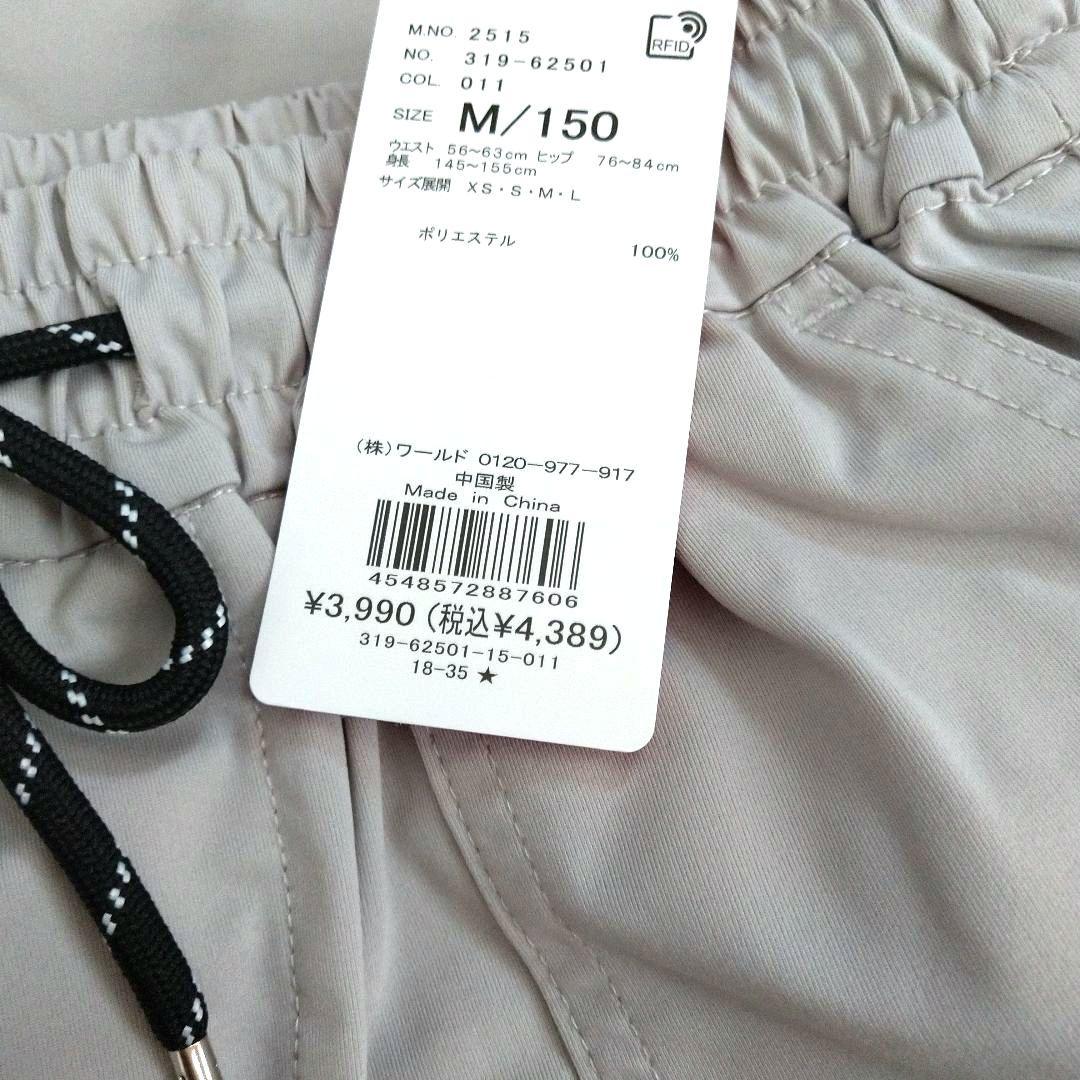 M.NO. 2515
RFID
NO. 319-62501
COL. 011
SIZE M/150
ウエスト 56～63cm ヒップ 76～84cm
身長 145～155cm
サイズ展開 XS・S・M・L
ポリエステル 100%
(株)ワールド 0120-977-917
中国製
Made in China
4548572887606
¥3,990 (税込¥4,389)
319-62501-15-011
18-35 ★